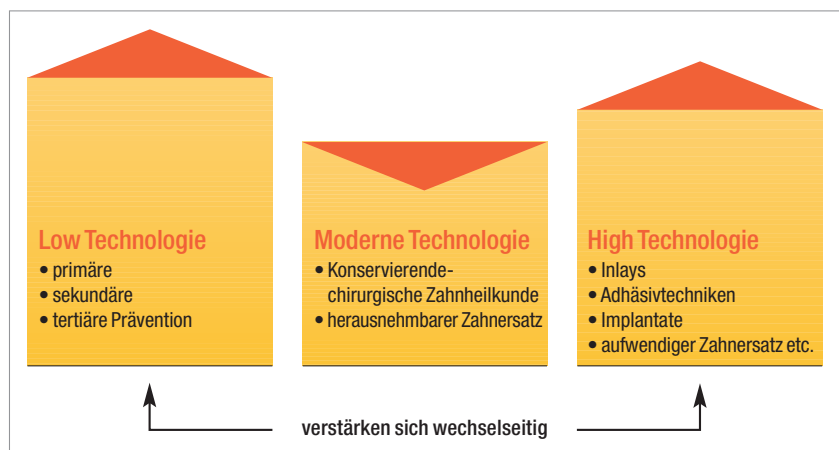 Low Technologie
• primäre
• sekundäre
• tertiäre Prävention
Moderne Technologie
• Konservierende-
chirurgische Zahnheilkunde
• herausnehmbarer Zahnersatz
High Technologie
• Inlays
• Adhäsivtechniken
• Implantate
• aufwendiger Zahnersatz etc.
verstärken sich wechselseitig